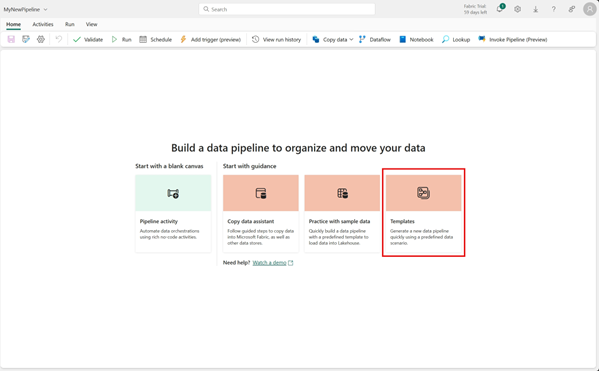 MyNewPipeline
Search
Fabric Trial
59 days left
Home Activities Run View
Validate Run Schedule Add trigger (preview) View run history Copy data Dataflow Notebook Lookup Invoke Pipeline (Preview)
Build a data pipeline to organize and move your data
Start with a blank canvas
Start with guidance
Pipeline activity
Automate data orchestrations
using rich no-code activities.
Copy data assistant
Follow guided steps to copy data
into Microsoft Fabric, as well as
other data stores.
Practice with sample data
Quickly build a data pipeline
with a predefined template to
load data into Lakehouse.
Templates
Generate a new data pipeline
quickly using a predefined data
scenario.
Need help? Watch a demo